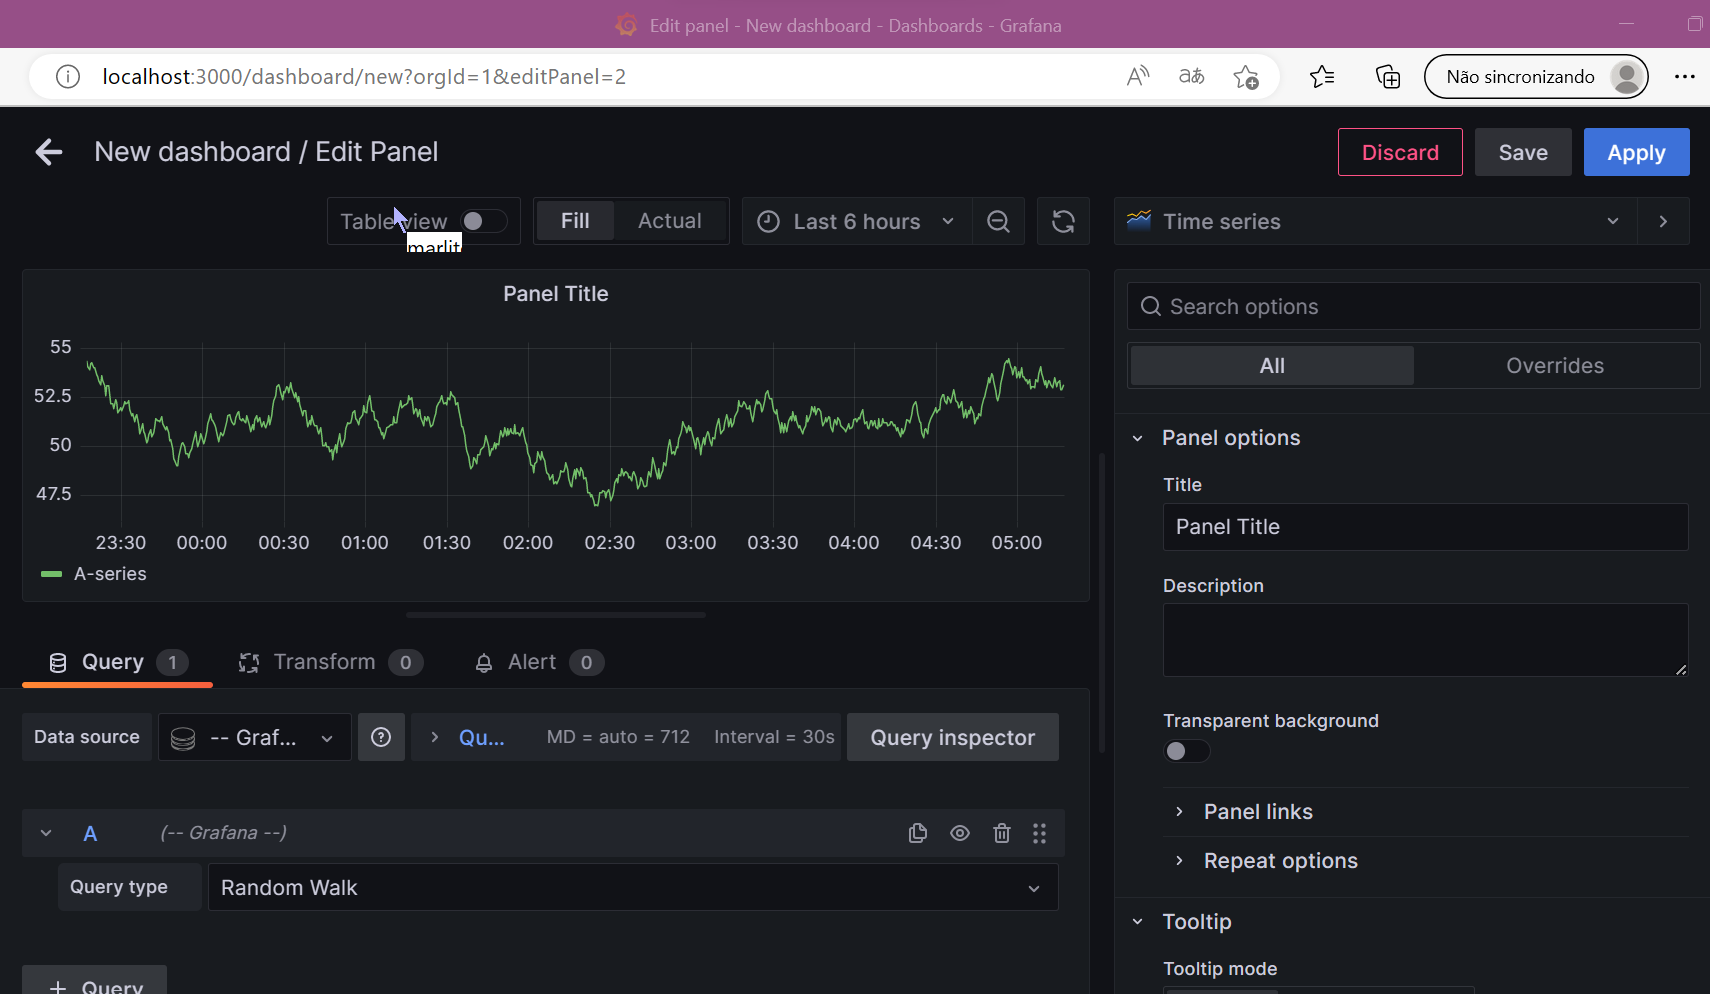 Edit panel - New dashboard - Dashboards - Grafana
localhost:3000/dashboard/new?orgId=1&editPanel=2
Não sincronizando
New dashboard / Edit Panel
Discard
Save
Apply
Table view
Fill
Actual
Last 6 hours
Time series
Panel Title
55
52.5
50
47.5
23:30 00:00 00:30 01:00 01:30 02:00 02:30 03:00 03:30 04:00 04:30 05:00
A-series
Query 1
Transform 0
Alert 0
Data source
-- Graf...
Qu...
MD = auto = 712
Interval = 30s
Query inspector
A
(-- Grafana --)
Query type
Random Walk
+ Query
Search options
All
Overrides
Panel options
Title
Panel Title
Description
Transparent background
Panel links
Repeat options
Tooltip
Tooltip mode